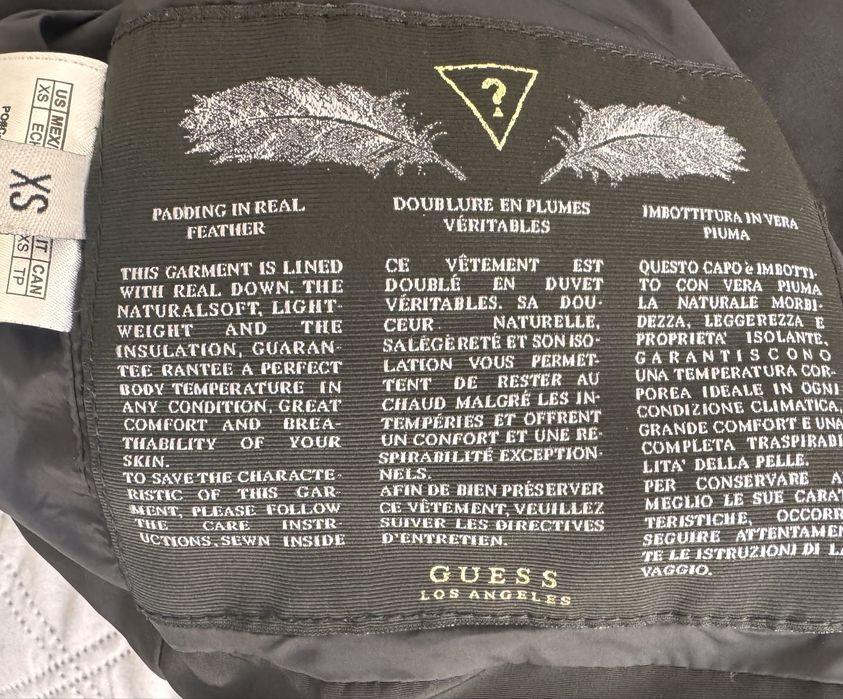 ?
PADDING IN REAL
FEATHER
THIS GARMENT IS LINED
WITH REAL DOWN. THE
NATURALSOFT, LIGHT-
WEIGHT AND THE
INSULATION, GUARAN-
TEE RANTEE A PERFECT
BODY TEMPERATURE IN
ANY CONDITION, GREAT
COMFORT AND BREA-
THABILITY OF YOUR
SKIN.
TO SAVE THE CHARACTE-
RISTIC OF THIS GAR-
MENT, PLEASE FOLLOW
THE CARE INSTR-
UCTIONS, SEWN INSIDE
DOUBLURE EN PLUMES
VÉRITABLES
CE VÊTEMENT EST
DOUBLÉ EN DUVET
VÉRITABLES. SA DOU-
CEUR NATURELLE,
SALÉGÈRETÉ ET SON ISO-
LATION VOUS PERMET-
TENT DE RESTER AU
CHAUD MALGRÉ LES IN-
TEMPÉRIES ET OFFRENT
UN CONFORT ET UNE RE-
SPIRABILITÉ EXCEPTION-
NELS.
AFIN DE BIEN PRÉSERVER
CE VÊTEMENT, VEUILLEZ
SUIVER LES DIRECTIVES
D'ENTRETIEN.
IMBOTTITURA IN VERA
PIUMA
QUESTO CAPO è IMBOTTI-
TO CON VERA PIUMA
LA NATURALE MORBI-
DEZZA, LEGGEREZZA E
PROPRIETA' ISOLANTE,
GARANTISCONO
UNA TEMPERATURA COR-
POREA IDEALE IN OGNI
CONDIZIONE CLIMATICA,
GRANDE COMFORT E UNA
COMPLETA TRASPIRABI
LITA' DELLA PELLE.
PER CONSERVARE A
MEGLIO LE SUE CARAT
TERISTICHE, OCCORR
SEGUIRE ATTENTAMEN
TE LE ISTRUZIONI DI LA
VAGGIO.
GUESS
LOS ANGELES
XS
US MEXI
XS
IT CAN
XS TP